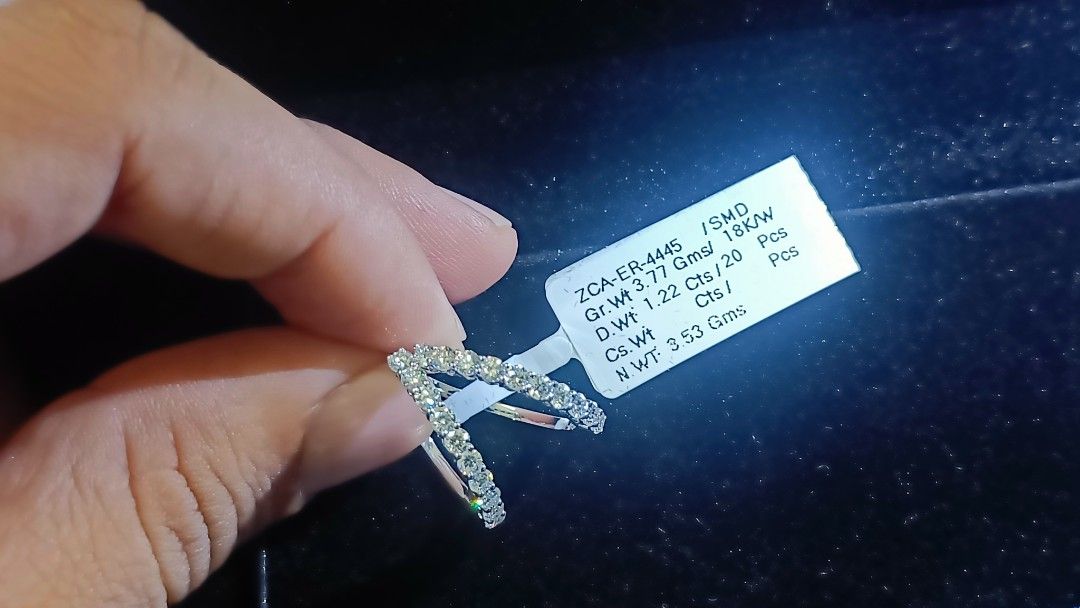 ZCA-ER-4445 /SMD
Gr.Wt 3.77 Gms/ 18K/W
D.Wt 1.22 Cts/20 Pcs
Cs.Wt Cts/ Pcs
N.WT: 3.53 Gms